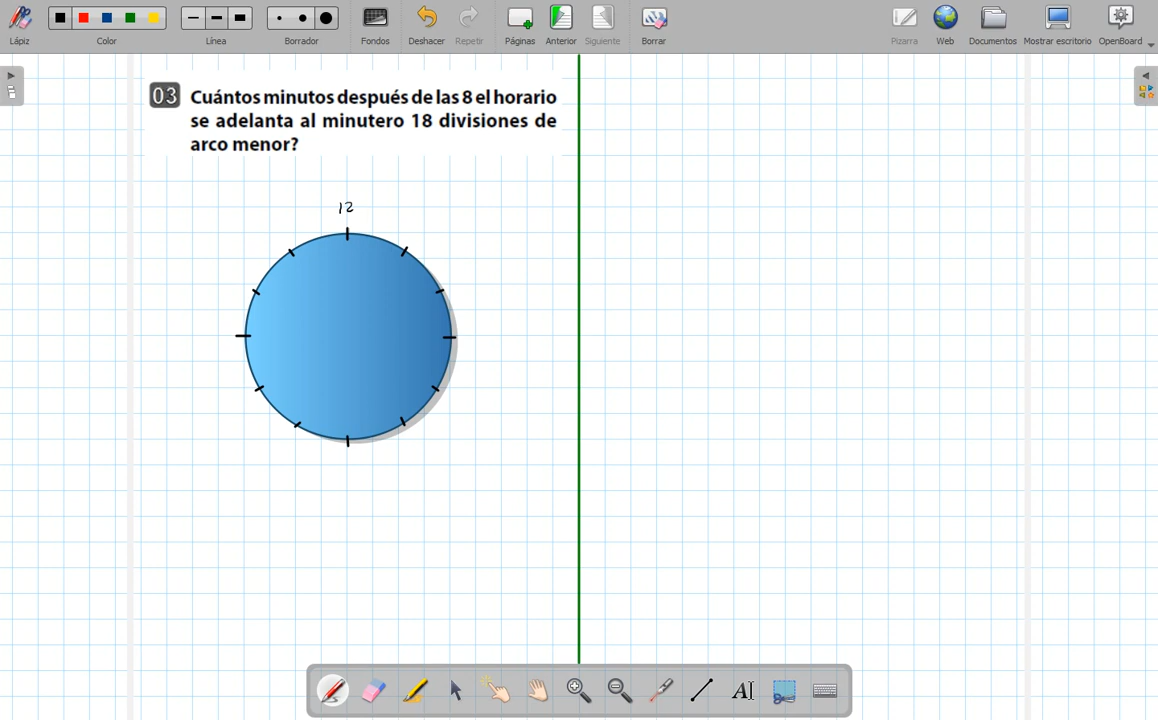 Lápiz
Color
Línea
Borrador
Fondos
Deshacer
Repetir
Páginas
Anterior
Siguiente
Borrar
Pizarra
Web
Documentos
Mostrar escritorio
OpenBoard
03 Cuántos minutos después de las 8 el horario
se adelanta al minutero 18 divisiones de
arco menor?
12